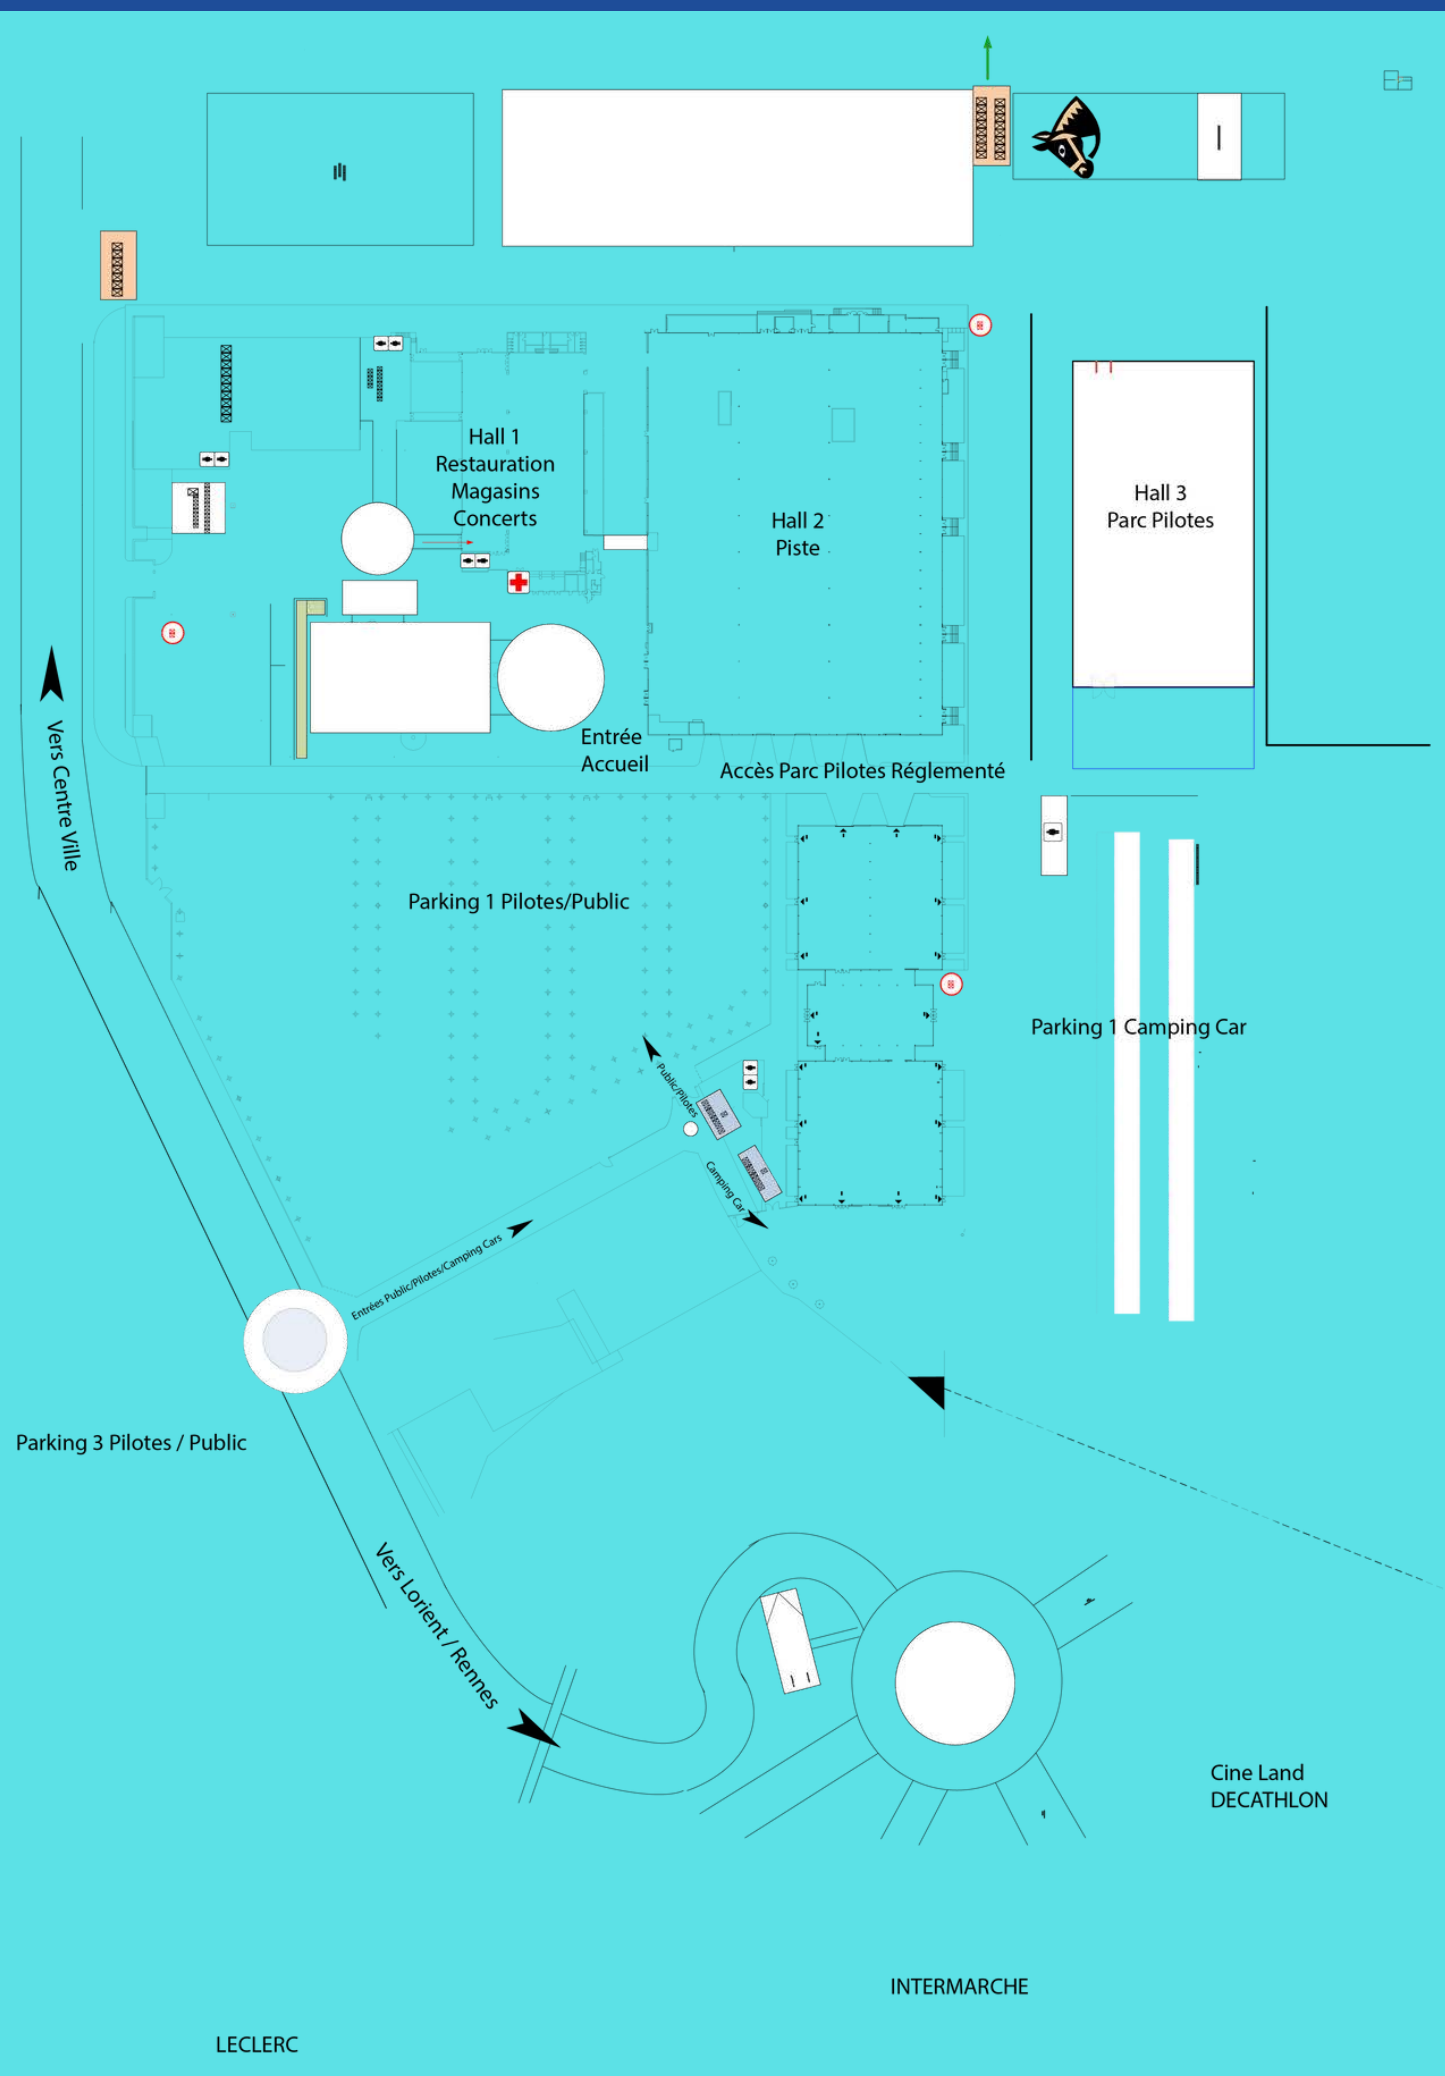 Hall 1
Restauration
Magasins
Concerts
Hall 2
Piste
Hall 3
Parc Pilotes
Entrée
Accueil
Accès Parc Pilotes Réglementé
Vers Centre Ville
Parking 1 Pilotes/Public
Parking 1 Camping Car
Public/Pilotes
Camping Car
Entrées Public/Pilotes/Camping Cars
Parking 3 Pilotes / Public
Vers Lorient / Rennes
Cine Land
DECATHLON
INTERMARCHE
LECLERC